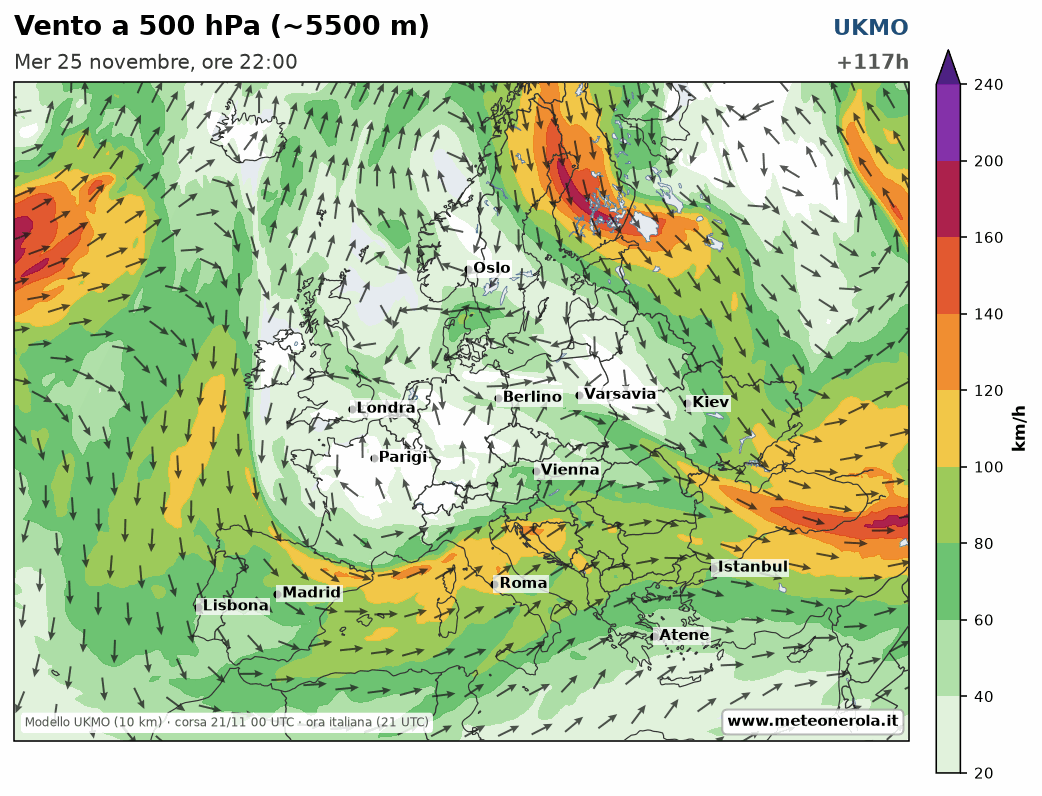 Vento a 500 hPa (~5500 m)
UKMO
Mer 25 novembre, ore 22:00
+117h
240
220
200
160
140
120
100
80
60
40
20
km/h
Oslo
Berlino
Varsavia
Kiev
Londra
Parigi
Vienna
Istanbul
Roma
Madrid
Lisbona
Atene
Modello UKMO (10 km) · corsa 21/11 00 UTC · ora italiana (21 UTC)
www.meteonerola.it